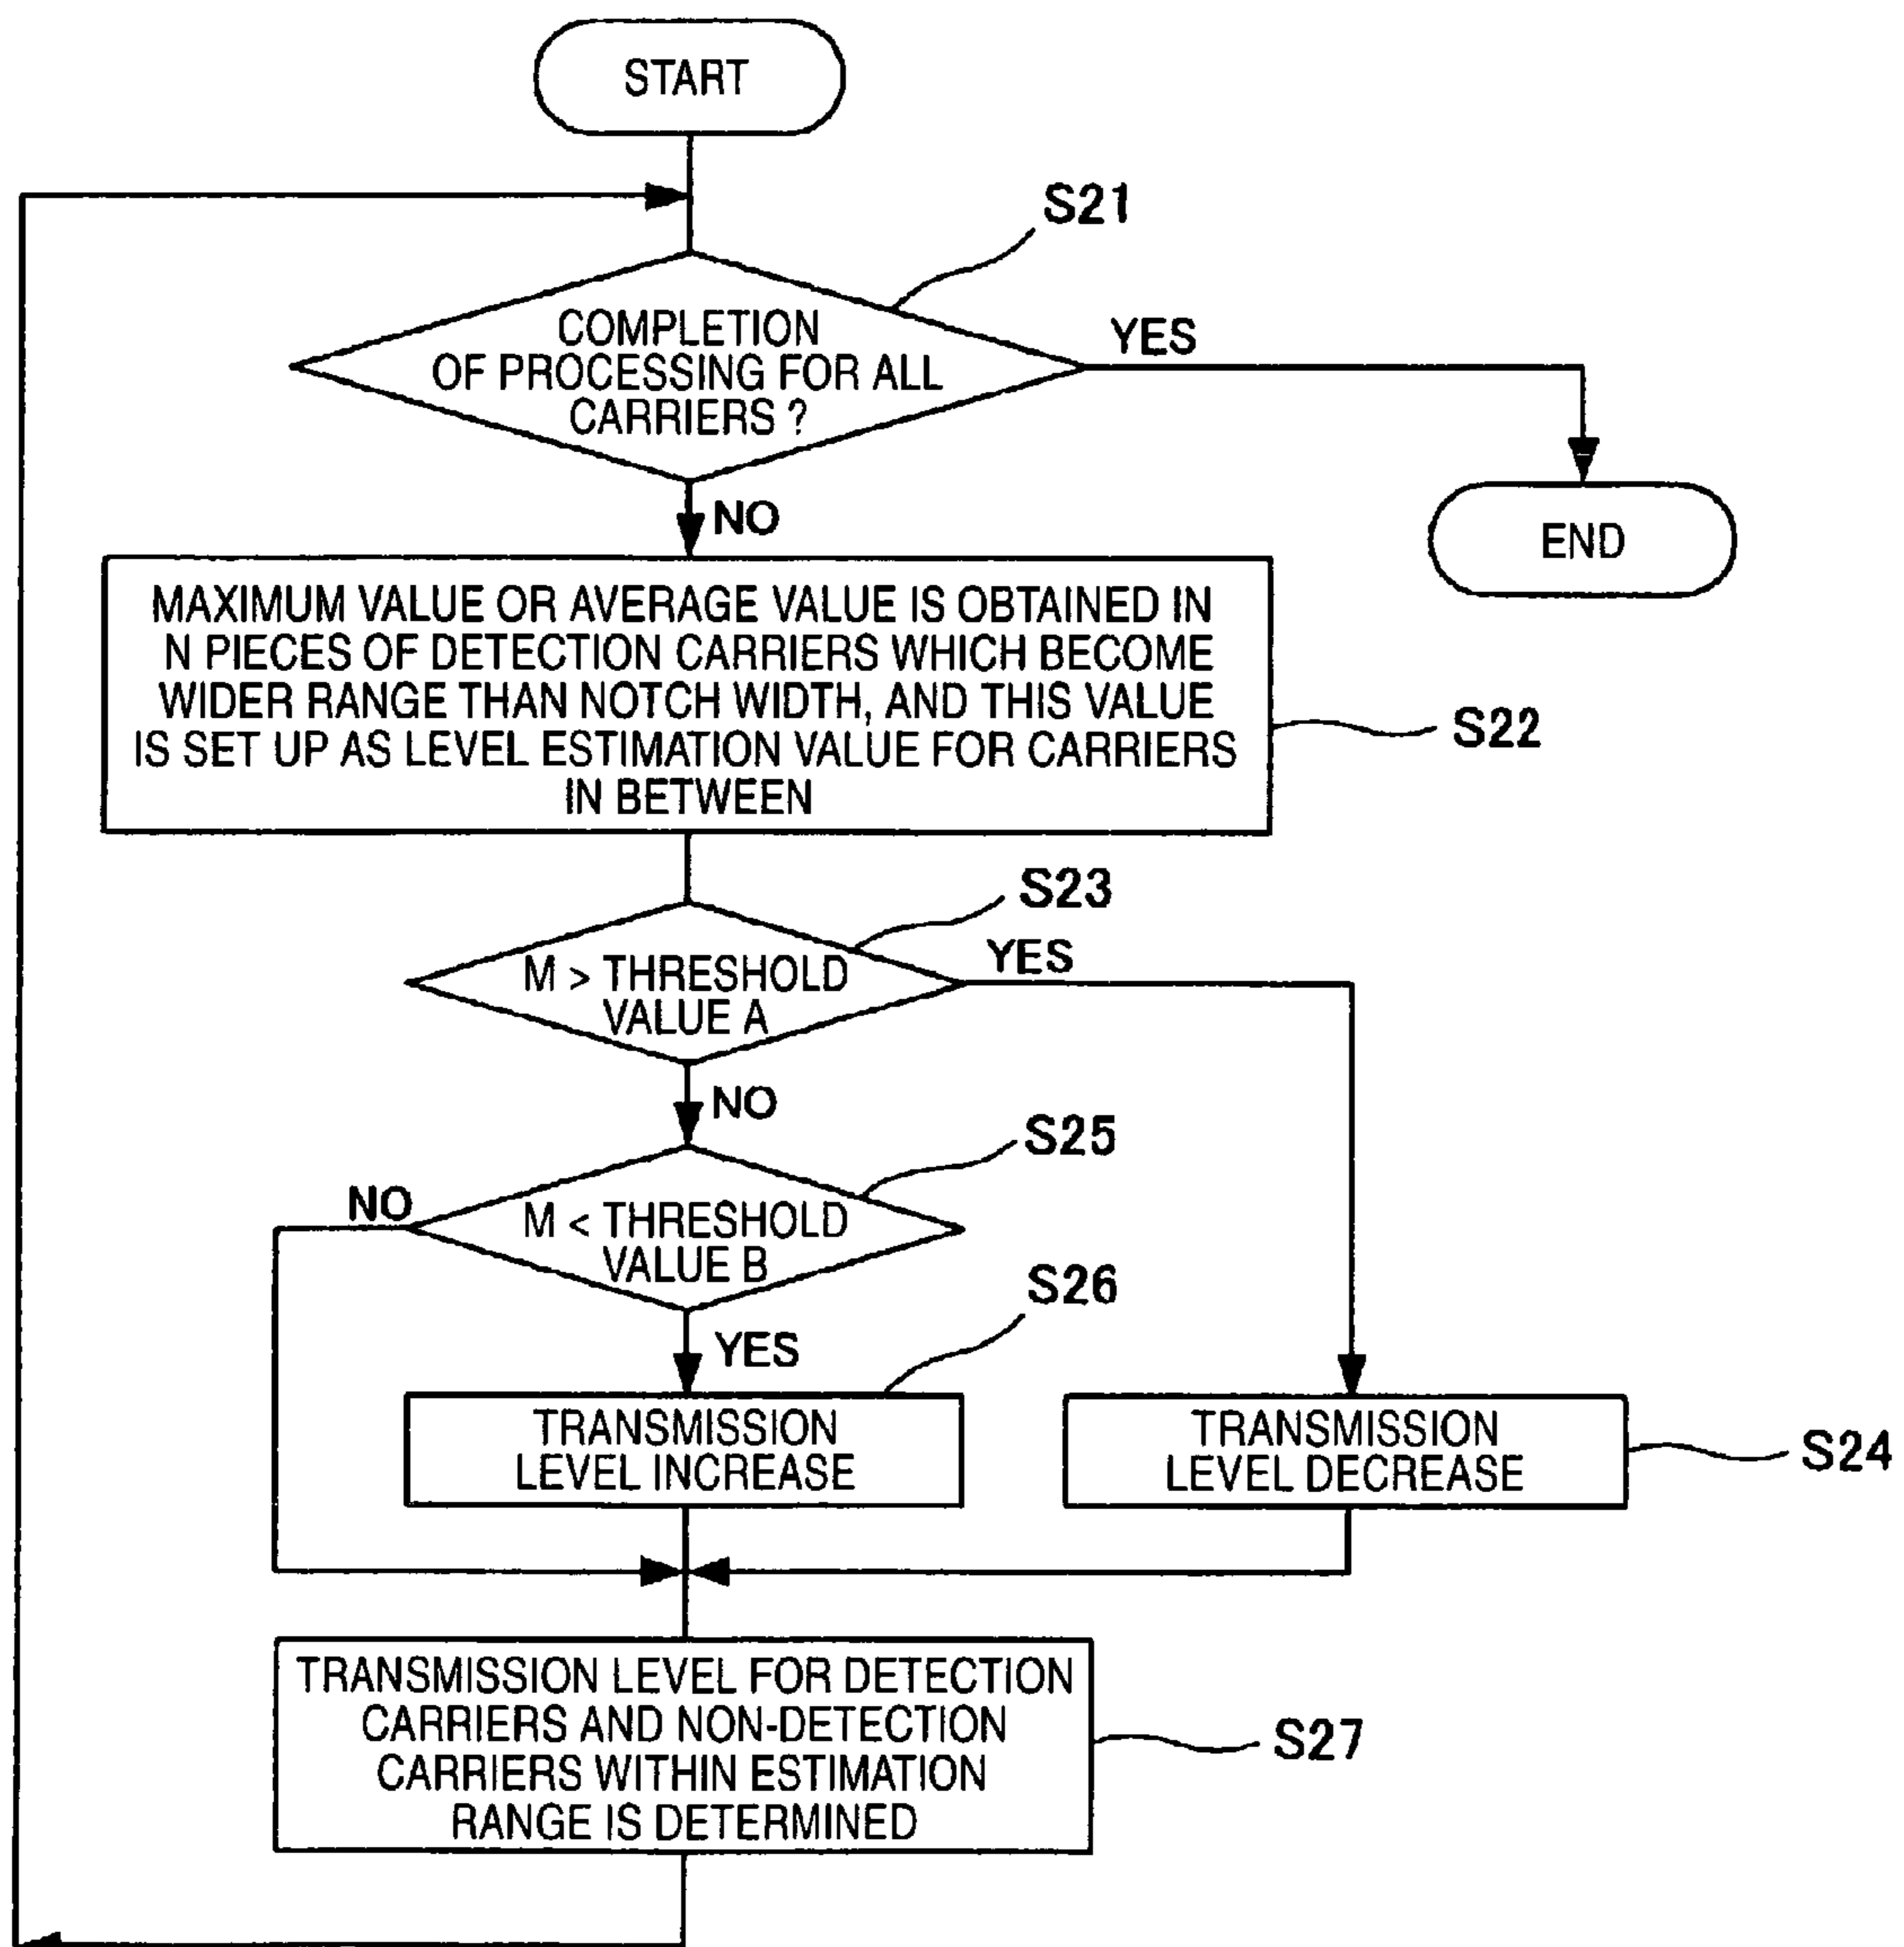 START
S21
COMPLETION
OF PROCESSING FOR ALL
CARRIERS ?
YES
NO
END
MAXIMUM VALUE OR AVERAGE VALUE IS OBTAINED IN
N PIECES OF DETECTION CARRIERS WHICH BECOME
WIDER RANGE THAN NOTCH WIDTH, AND THIS VALUE
IS SET UP AS LEVEL ESTIMATION VALUE FOR CARRIERS
IN BETWEEN
S22
S23
M > THRESHOLD
VALUE A
YES
NO
S25
NO
M < THRESHOLD
VALUE B
S26
YES
TRANSMISSION
LEVEL INCREASE
TRANSMISSION
LEVEL DECREASE
S24
TRANSMISSION LEVEL FOR DETECTION
CARRIERS AND NON-DETECTION
CARRIERS WITHIN ESTIMATION
RANGE IS DETERMINED
S27